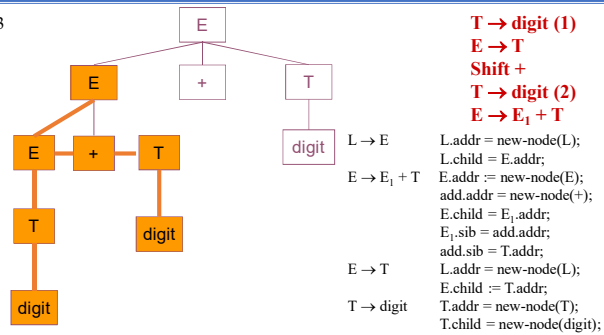 3
E
E
+
T
digit
E
+
T
T
digit
digit
T → digit (1)
E → T
Shift +
T → digit (2)
E → E₁ + T
L → E L.addr = new-node(L);
L.child = E.addr;
E → E₁ + T E.addr := new-node(E);
add.addr = new-node(+);
E.child = E₁.addr;
E₁.sib = add.addr;
add.sib = T.addr;
E → T L.addr = new-node(L);
E.child := T.addr;
T → digit T.addr = new-node(T);
T.child = new-node(digit);